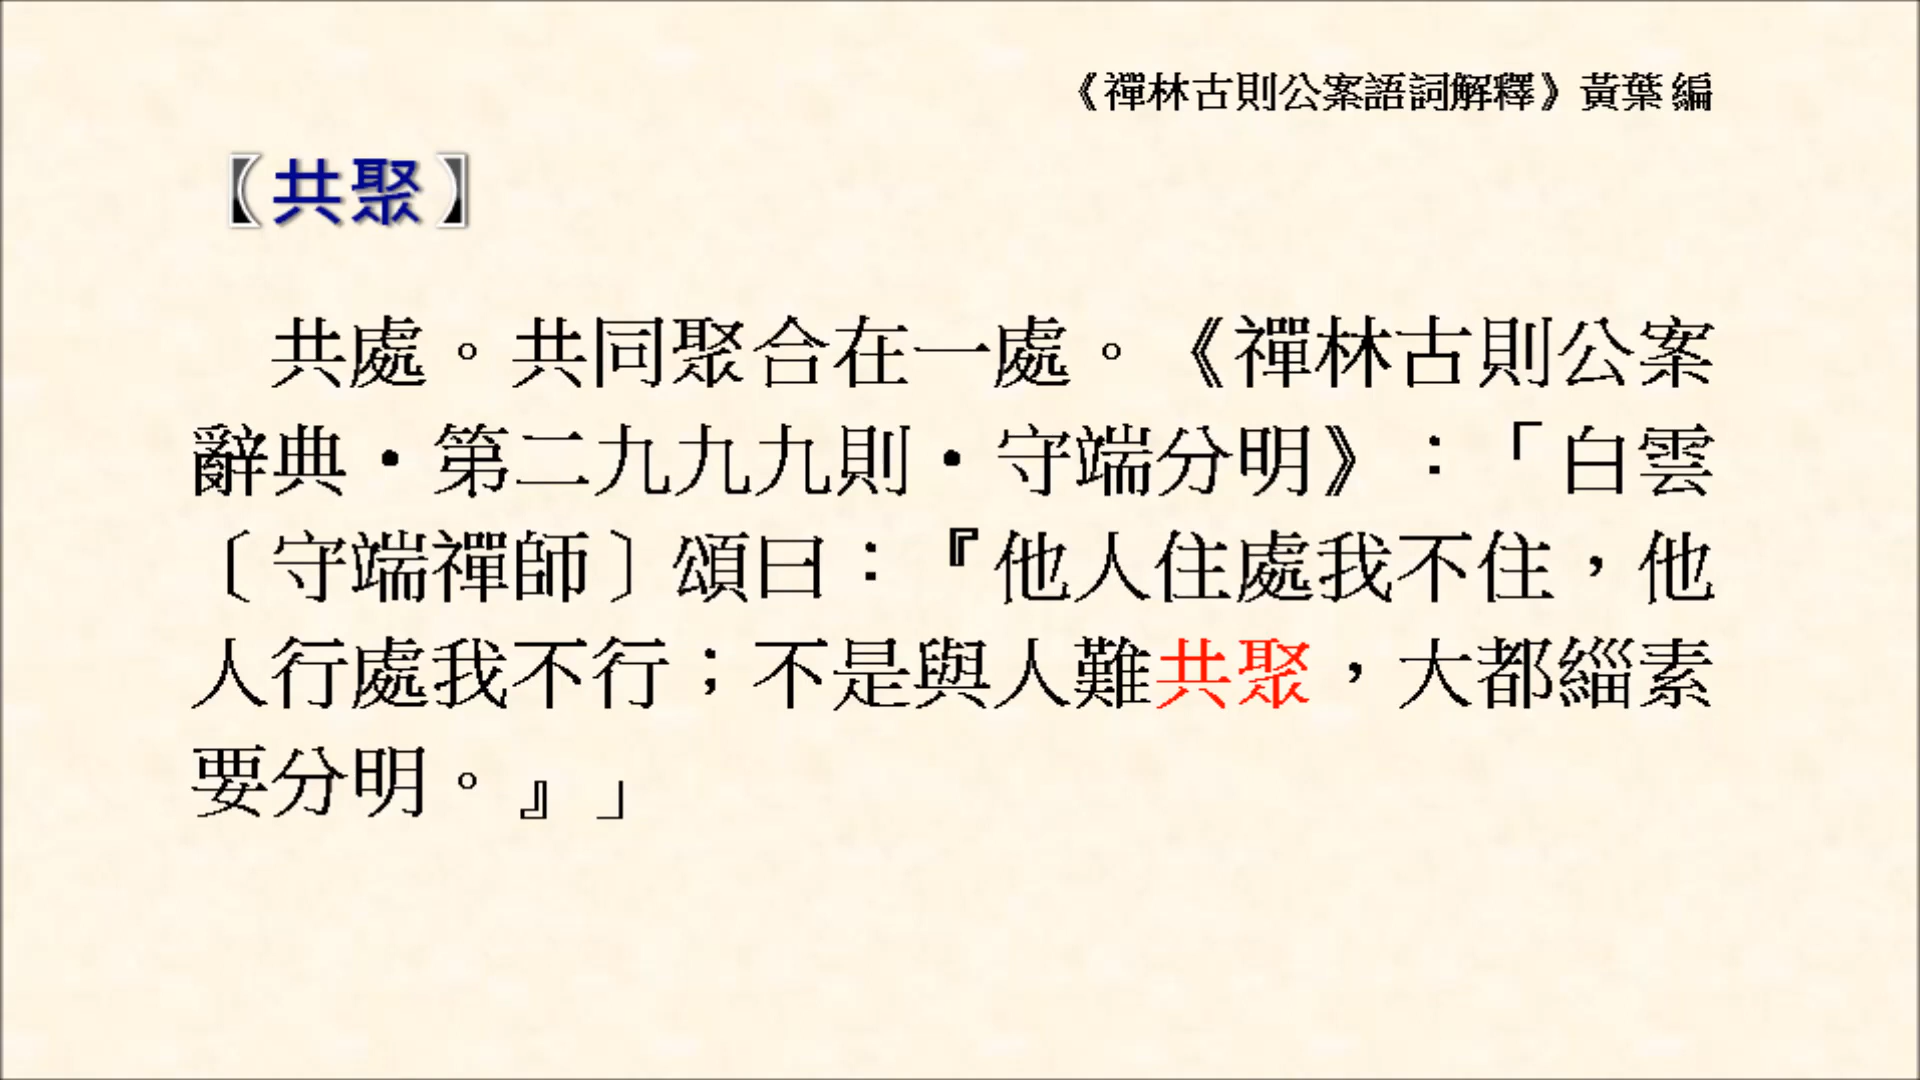 《禪林古則公案語詞解釋》黃葉 編
【共聚】
共處。共同聚合在一處。《禪林古則公案
辭典・第二九九九則・守端分明》：「白雲
〔守端禪師〕頌曰：『他人住處我不住，他
人行處我不行；不是與人難共聚，大都緇素
要分明。』」